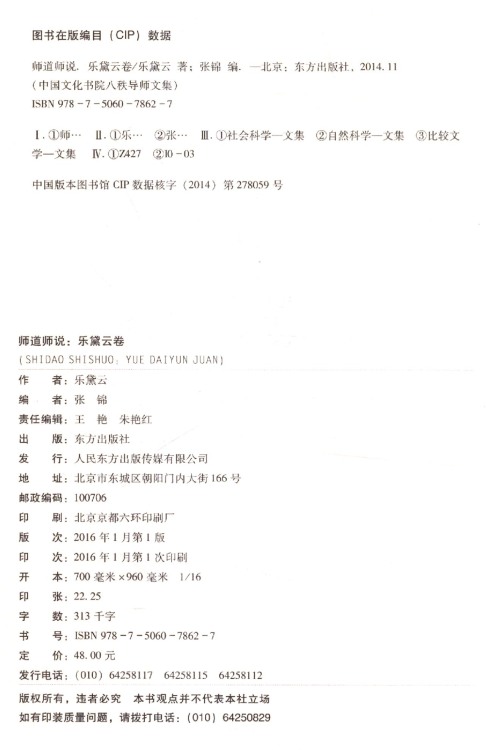 图书在版编目(CIP)数据
师道师说. 乐黛云卷/乐黛云 著;张锦 编. —北京:东方出版社,2014.11
(中国文化书院八秩导师文集)
ISBN 978-7-5060-7862-7
Ⅰ.①师… Ⅱ.①乐… ②张… Ⅲ.①社会科学—文集 ②自然科学—文集 ③比较文
学—文集 Ⅳ.①Z427 ②I0-03
中国版本图书馆 CIP 数据核字(2014)第 278059 号
师道师说:乐黛云卷
(SHIDAO SHISHUO: YUE DAIYUN JUAN)
作 者:乐黛云
编 者:张 锦
责任编辑:王 艳 朱艳红
出 版:东方出版社
发 行:人民东方出版传媒有限公司
地 址:北京市东城区朝阳门内大街 166 号
邮政编码:100706
印 刷:北京京都六环印刷厂
版 次:2016 年 1 月第 1 版
印 次:2016 年 1 月第 1 次印刷
开 本:700 毫米×960 毫米 1/16
印 张:22.25
字 数:313 千字
书 号:ISBN 978-7-5060-7862-7
定 价:48.00 元
发行电话:(010)64258117 64258115 64258112
版权所有,违者必究 本书观点并不代表本社立场
如有印装质量问题,请拨打电话:(010)64250829